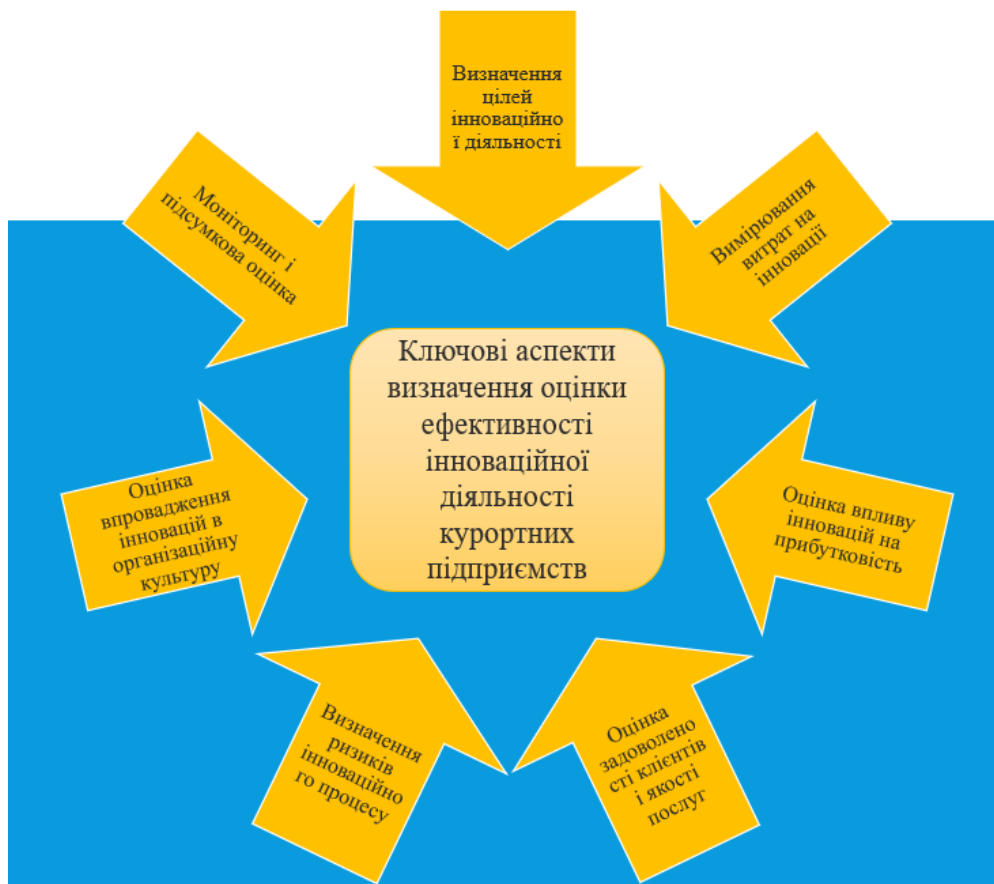 Визначення
цілей
інноваційно
ї діяльності
Вимірювання
витрат на
інновації
Оцінка впливу
інновацій на
прибутковість
Оцінка
задоволено
сті клієнтів
і якості
послуг
Визначення
ризиків
інноваційно
го процесу
Оцінка
впровадження
інновацій в
організаційну
культуру
Моніторинг і
підсумкова оцінка
Ключові аспекти
визначення оцінки
ефективності
інноваційної
діяльності
курортних
підприємств